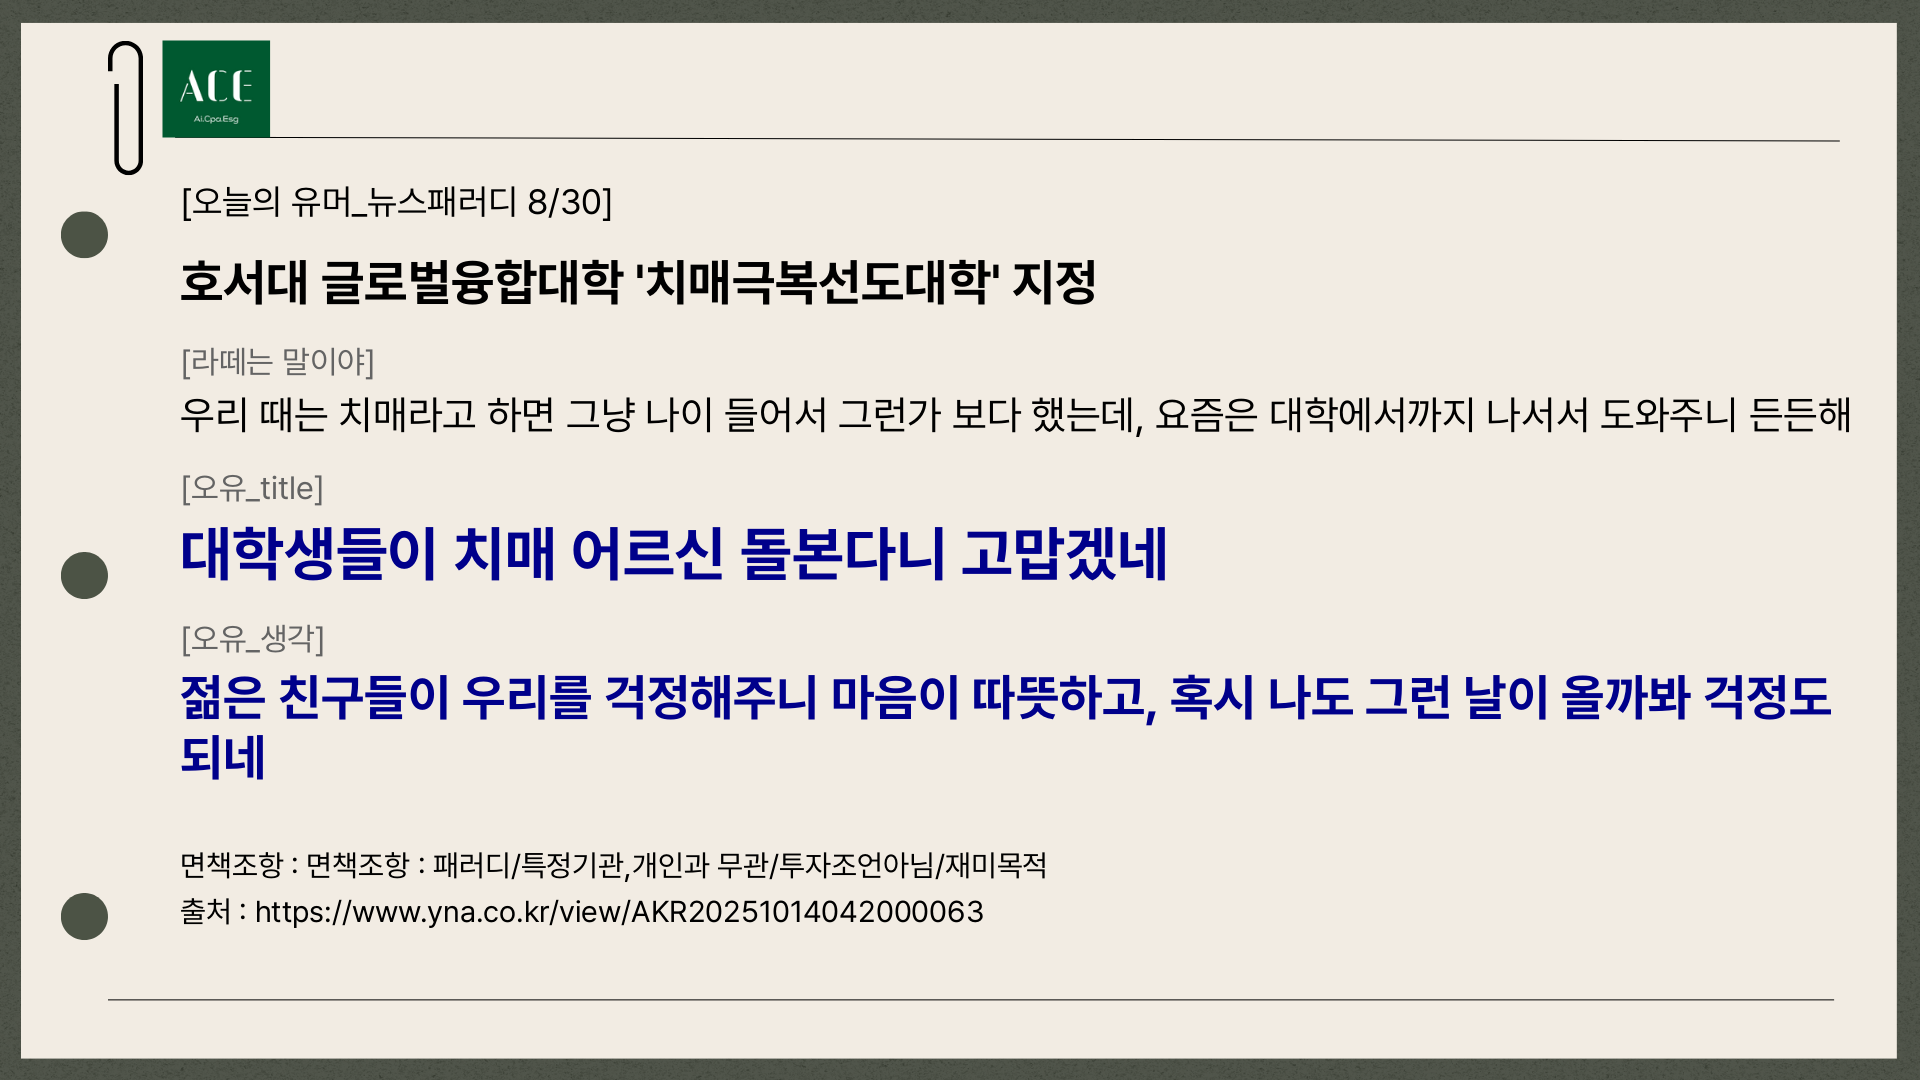 ACE
Ai.Cpa.Esg
[오늘의 유머_뉴스패러디 8/30]
호서대 글로벌융합대학 '치매극복선도대학' 지정
[라떼는 말이야]
우리 때는 치매라고 하면 그냥 나이 들어서 그런가 보다 했는데, 요즘은 대학에서까지 나서서 도와주니 든든해
[오유_title]
대학생들이 치매 어르신 돌본다니 고맙겠네
[오유_생각]
젊은 친구들이 우리를 걱정해주니 마음이 따뜻하고, 혹시 나도 그런 날이 올까봐 걱정도
되네
면책조항 : 면책조항 : 패러디/특정기관,개인과 무관/투자조언아님/재미목적
출처 : https://www.yna.co.kr/view/AKR20251014042000063